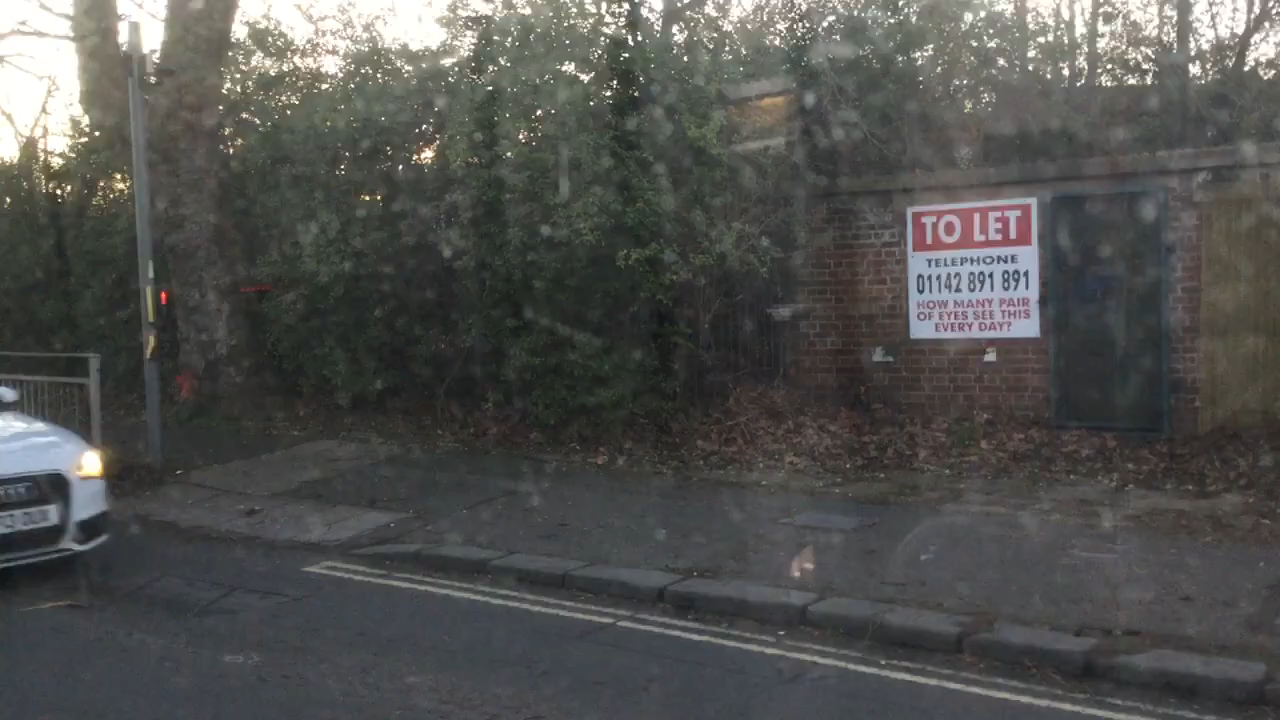 TO LET
TELEPHONE
01142 891 891
HOW MANY PAIR
OF EYES SEE THIS
EVERY DAY?